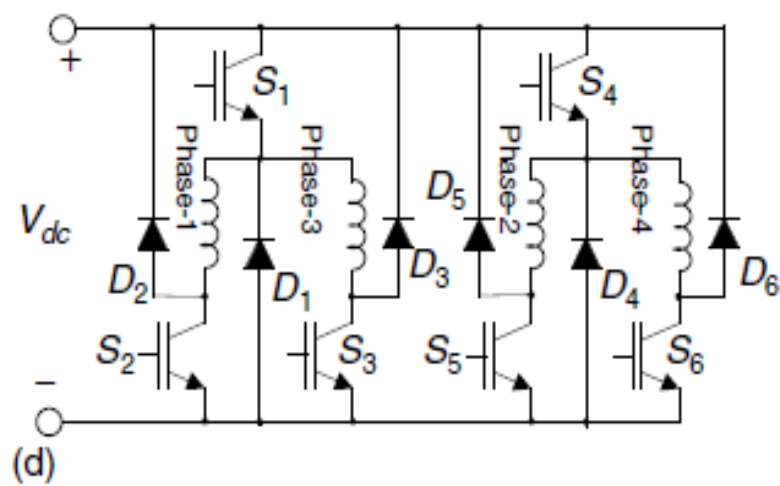 +
S1
S4
Phase-1
Phase-3
Phase-2
Phase-4
Vdc
D5
D2
D1
D3
D4
D6
S2
S3
S5
S6
−
(d)